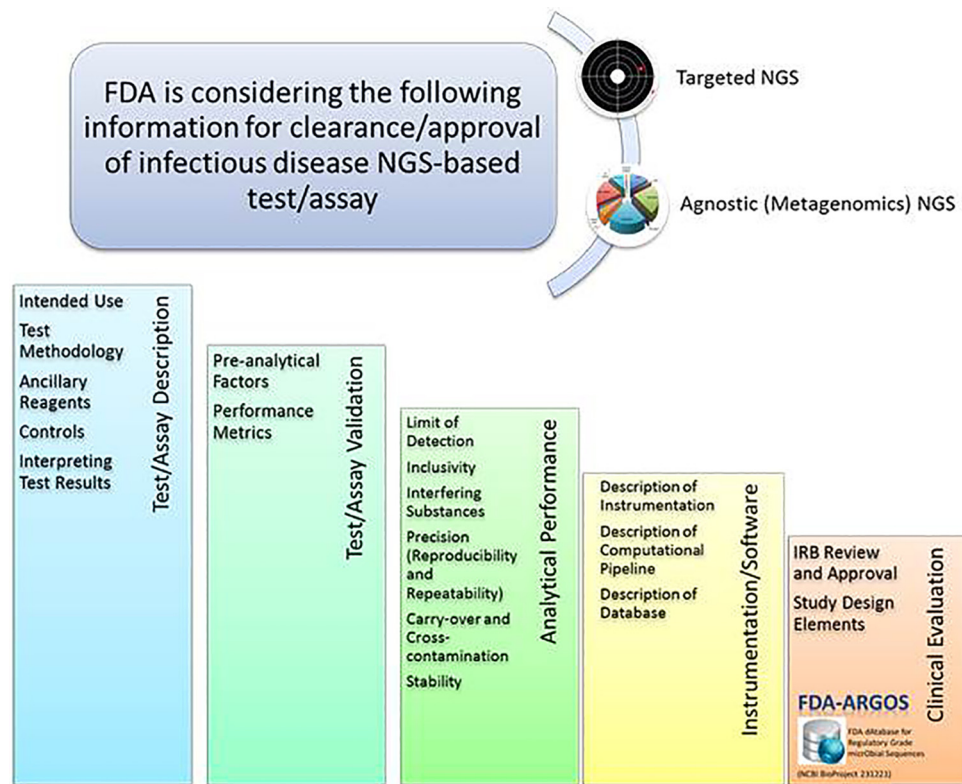 FDA is considering the following
information for clearance/approval
of infectious disease NGS-based
test/assay
Targeted NGS
Agnostic (Metagenomics) NGS
Intended Use
Test
Methodology
Ancillary
Reagents
Controls
Interpreting
Test Results
Test/Assay Description
Pre-analytical
Factors
Performance
Metrics
Test/Assay Validation
Limit of
Detection
Inclusivity
Interfering
Substances
Precision
(Reproducibility
and
Repeatability)
Carry-over and
Cross-
contamination
Stability
Analytical Performance
Description of
Instrumentation
Description of
Computational
Pipeline
Description of
Database
Instrumentation/Software
IRB Review
and Approval
Study Design
Elements
Clinical Evaluation
FDA-ARGOS
FDA dAtabase for
Regulatory Grade
micrObial Sequences
(NCBI BioProject 231221)